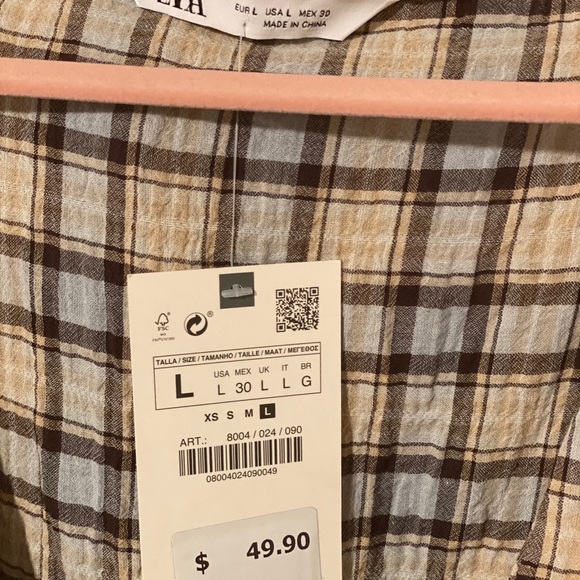 EUR L USA L MEX 30
MADE IN CHINA
FSC
TALLA / SIZE / TAMANHO / TAILLE / MAAT / ΜΕΓΕΘΟΣ
L
USA MEX UK IT BR
L 30 L L G
XS S M L
ART.: 8004 / 024 / 090
08004024090049
$ 49.90